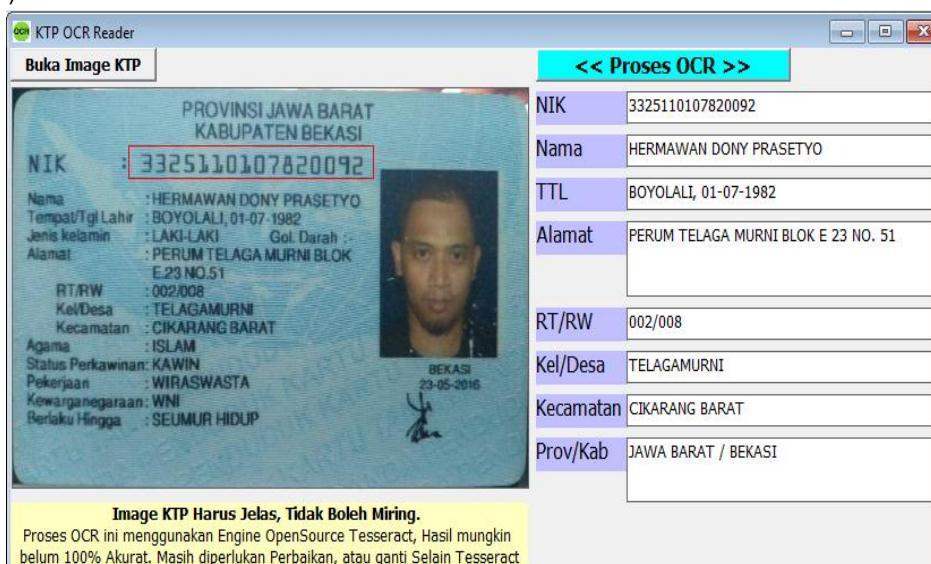 )
OCR KTP OCR Reader
Buka Image KTP
<< Proses OCR >>
PROVINSI JAWA BARAT
KABUPATEN BEKASI
NIK : 3325110107820092
Nama : HERMAWAN DONY PRASETYO
Tempat/Tgl Lahir : BOYOLALI, 01-07-1982
Jenis kelamin : LAKI-LAKI Gol. Darah : -
Alamat : PERUM TELAGA MURNI BLOK
E.23 NO.51
RT/RW : 002/008
Kel/Desa : TELAGAMURNI
Kecamatan : CIKARANG BARAT
Agama : ISLAM
Status Perkawinan: KAWIN
Pekerjaan : WIRASWASTA
Kewarganegaraan: WNI
Berlaku Hingga : SEUMUR HIDUP
BEKASI
23-05-2016
Image KTP Harus Jelas, Tidak Boleh Miring.
Proses OCR ini menggunakan Engine OpenSource Tesseract, Hasil mungkin
belum 100% Akurat. Masih diperlukan Perbaikan, atau ganti Selain Tesseract
NIK 3325110107820092
Nama HERMAWAN DONY PRASETYO
TTL BOYOLALI, 01-07-1982
Alamat PERUM TELAGA MURNI BLOK E 23 NO. 51
RT/RW 002/008
Kel/Desa TELAGAMURNI
Kecamatan CIKARANG BARAT
Prov/Kab JAWA BARAT / BEKASI